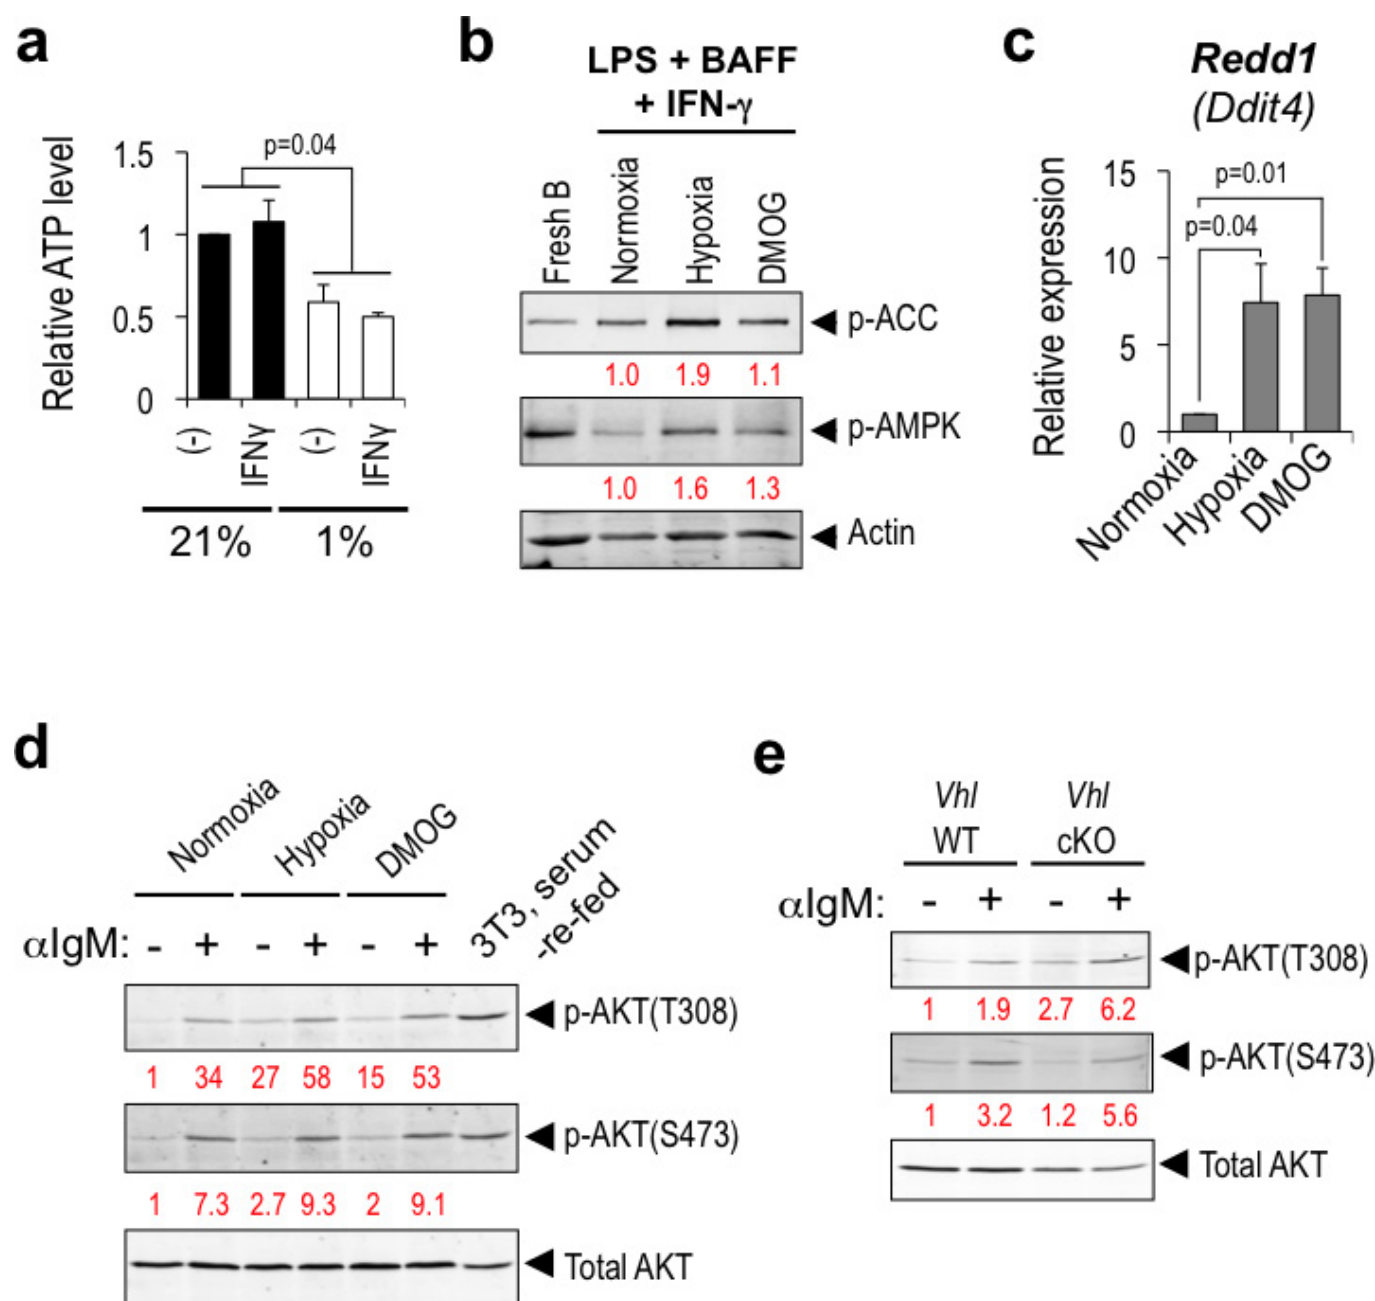 a
Relative ATP level
1.5
1
0.5
0
p=0.04
(-)
IFNγ
(-)
IFNγ
21%
1%
b
LPS + BAFF
+ IFN-γ
Fresh B
Normoxia
Hypoxia
DMOG
p-ACC
1.0 1.9 1.1
p-AMPK
1.0 1.6 1.3
Actin
c
Redd1
(Ddit4)
Relative expression
15
10
5
0
p=0.01
p=0.04
Normoxia
Hypoxia
DMOG
d
Normoxia
Hypoxia
DMOG
3T3, serum
-re-fed
αIgM: - + - + - +
p-AKT(T308)
1 34 27 58 15 53
p-AKT(S473)
1 7.3 2.7 9.3 2 9.1
Total AKT
e
Vhl
WT
Vhl
cKO
αIgM: - + - +
p-AKT(T308)
1 1.9 2.7 6.2
p-AKT(S473)
1 3.2 1.2 5.6
Total AKT